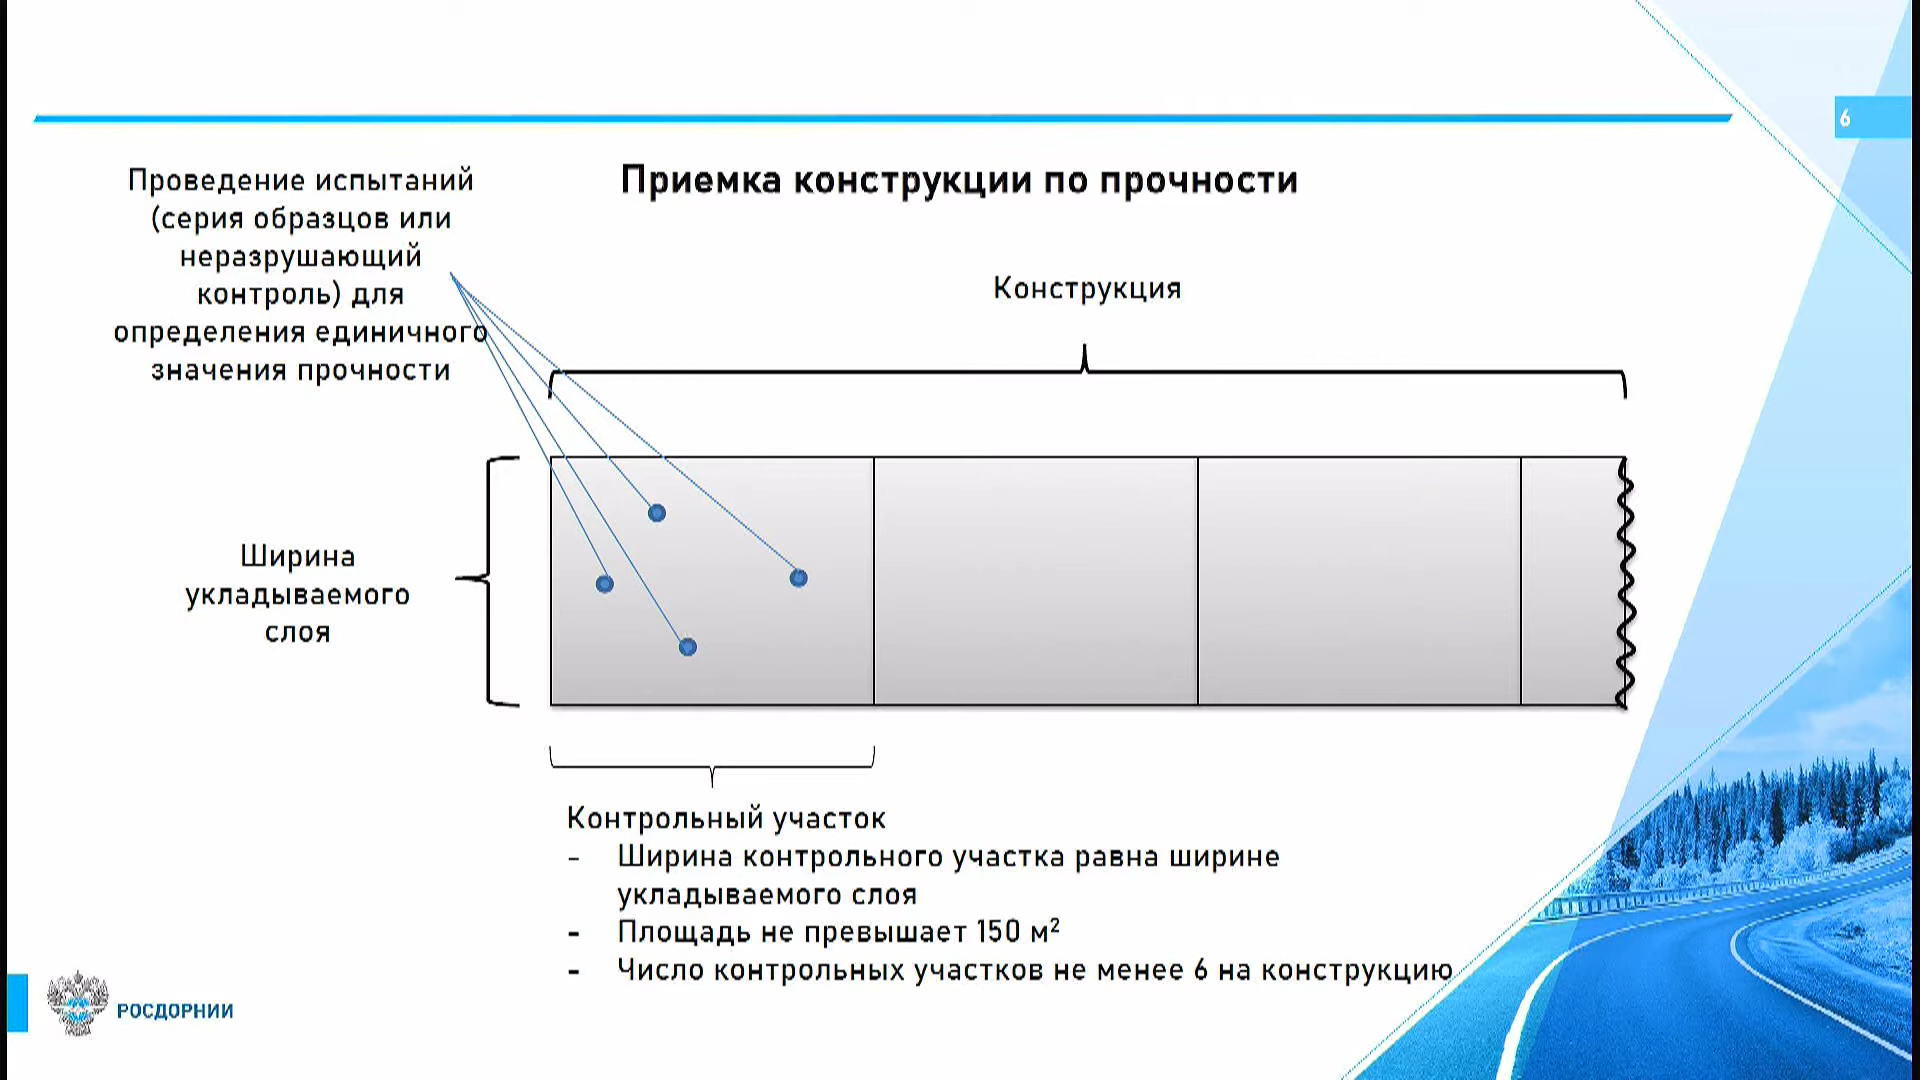 6
Приемка конструкции по прочности
Проведение испытаний
(серия образцов или
неразрушающий
контроль) для
определения единичного
значения прочности
Конструкция
Ширина
укладываемого
слоя
Контрольный участок
- Ширина контрольного участка равна ширине
укладываемого слоя
- Площадь не превышает 150 м²
- Число контрольных участков не менее 6 на конструкцию
РОСДОРНИИ